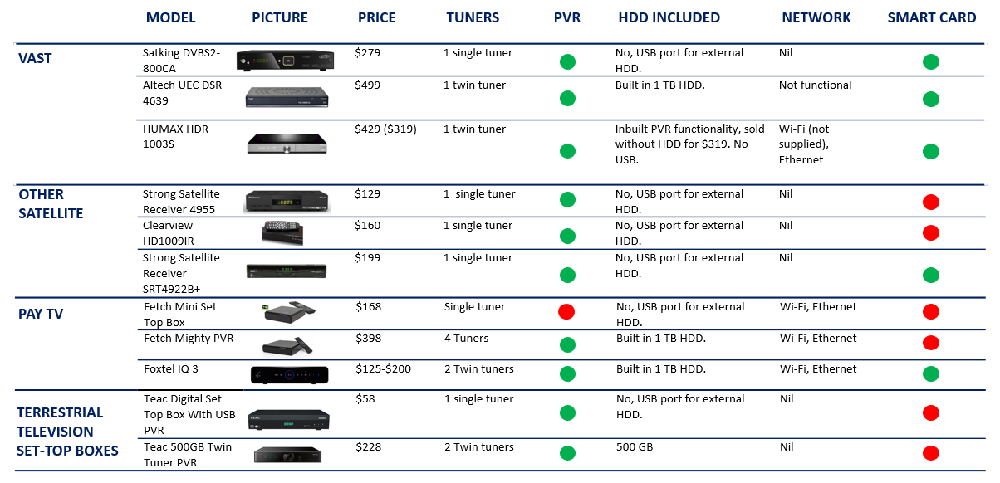 MODEL PICTURE PRICE TUNERS PVR HDD INCLUDED NETWORK SMART CARD
VAST
Satking DVBS2- $279 1 single tuner No, USB port for external Nil
800CA HDD.
Altech UEC DSR $499 1 twin tuner Built in 1 TB HDD. Not functional
4639
HUMAX HDR $429 ($319) 1 twin tuner Inbuilt PVR functionality, sold Wi-Fi (not
1003S without HDD for $319. No supplied),
USB. Ethernet
OTHER
SATELLITE
Strong Satellite $129 1  single tuner No, USB port for external Nil
Receiver 4955 HDD.
Clearview $160 1 single tuner No, USB port for external Nil
HD1009IR HDD.
Strong Satellite $199 1 single tuner No, USB port for external Nil
Receiver HDD.
SRT4922B+
PAY TV
Fetch Mini Set $168 Single tuner No, USB port for external Wi-Fi, Ethernet
Top Box HDD.
Fetch Mighty PVR $398 4 Tuners Built in 1 TB HDD. Wi-Fi, Ethernet
Foxtel IQ 3 $125-$200 2 Twin tuners Built in 1 TB HDD. Wi-Fi, Ethernet
TERRESTRIAL
TELEVISION
SET-TOP BOXES
Teac Digital Set $58 1 single tuner No, USB port for external Nil
Top Box With USB HDD.
PVR
Teac 500GB Twin $228 2 Twin tuners 500 GB Nil
Tuner PVR